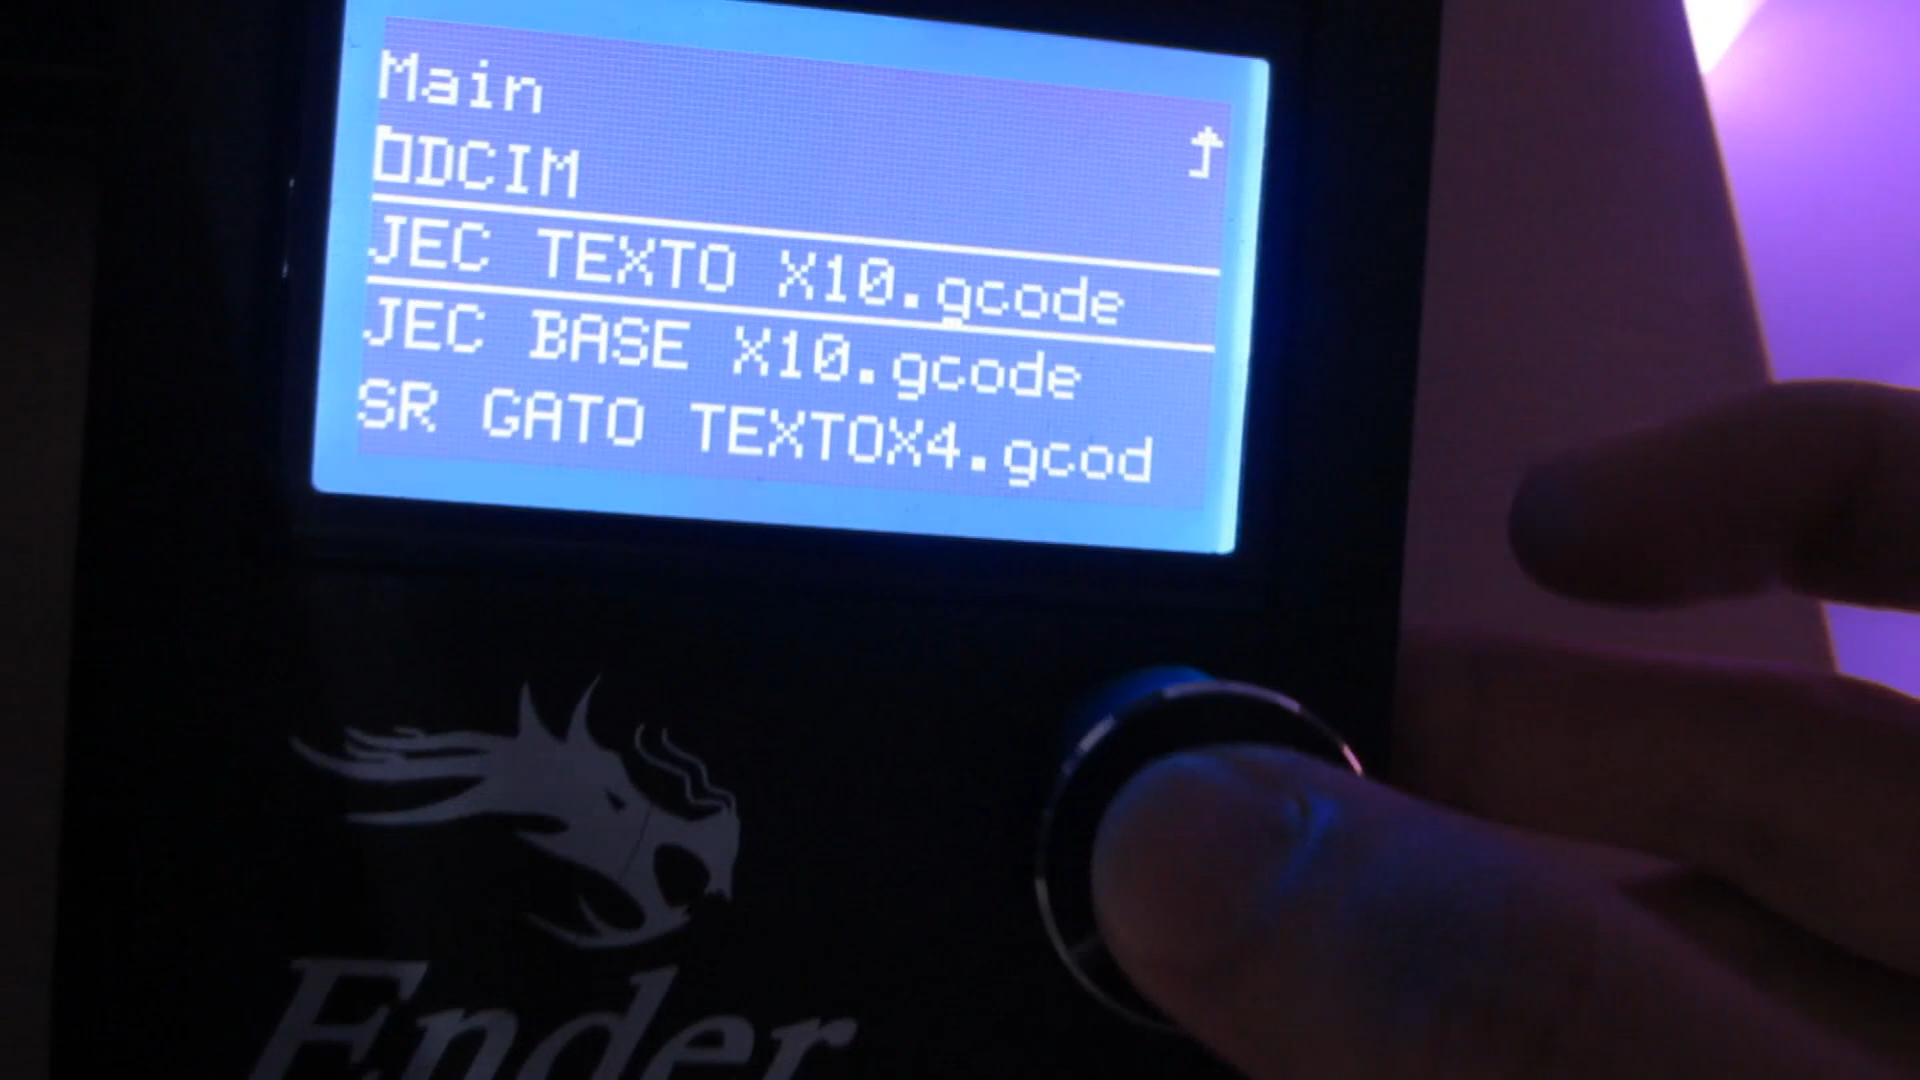 Main
DCIM
JEC TEXTO X10.gcode
JEC BASE X10.gcode
SR GATO TEXTOX4.gcod
Ender